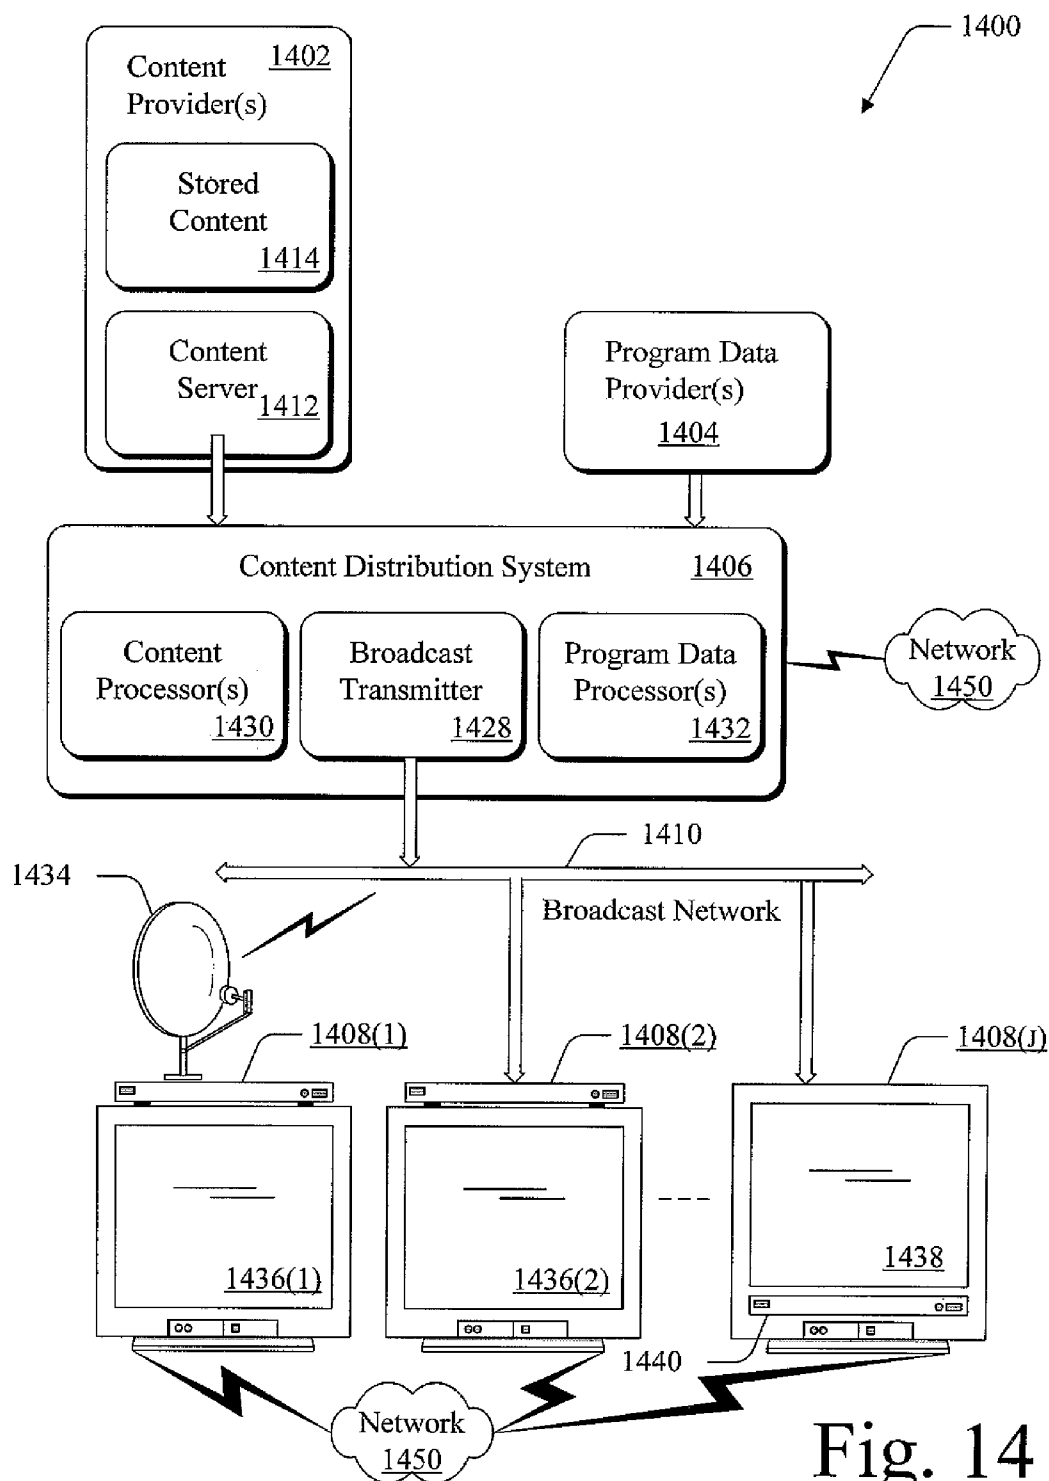 1400
Content
Provider(s)
1402
Stored
Content
1414
Content
Server
1412
Program Data
Provider(s)
1404
Content Distribution System
1406
Content
Processor(s)
1430
Broadcast
Transmitter
1428
Program Data
Processor(s)
1432
Network
1450
1410
Broadcast Network
1434
1408(1)
1408(2)
1408(J)
1436(1)
1436(2)
1438
1440
Network
1450
Fig. 14